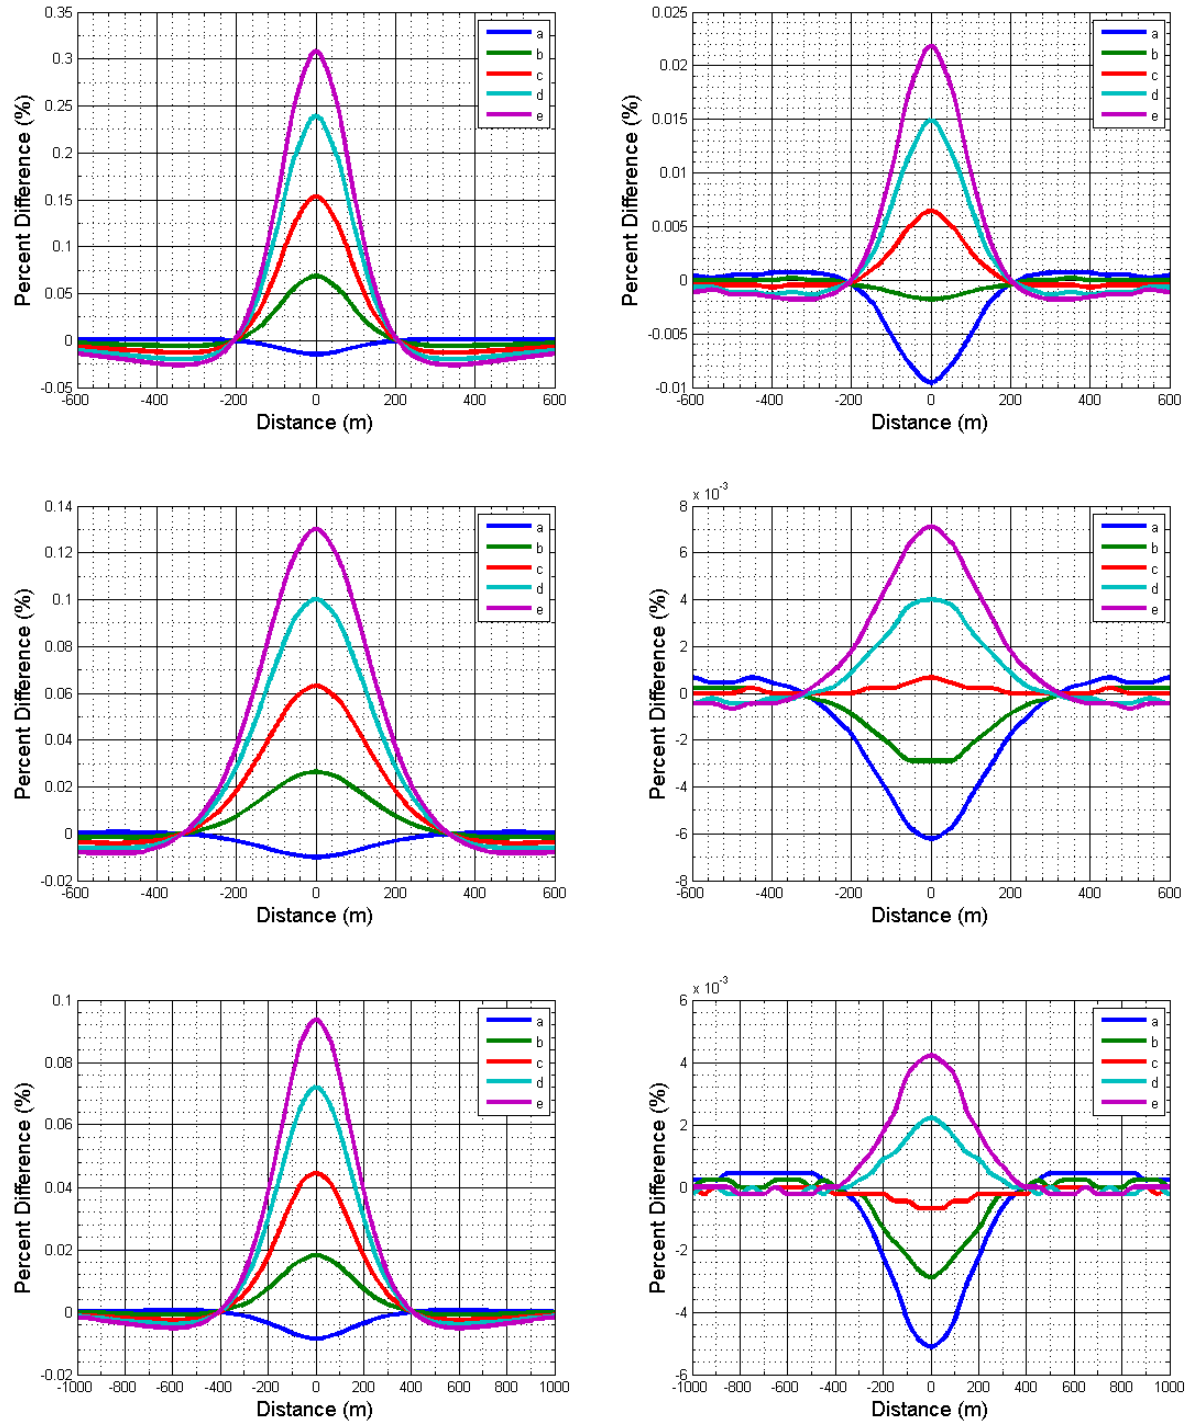 0.35
0.3
0.25
0.2
0.15
0.1
0.05
0
-0.05
Percent Difference (%)
-600 -400 -200 0 200 400 600
Distance (m)
a
b
c
d
e
0.025
0.02
0.015
0.01
0.005
0
-0.005
-0.01
Percent Difference (%)
-600 -400 -200 0 200 400 600
Distance (m)
a
b
c
d
e
0.14
0.12
0.1
0.08
0.06
0.04
0.02
0
-0.02
Percent Difference (%)
-600 -400 -200 0 200 400 600
Distance (m)
a
b
c
d
e
x 10⁻³
8
6
4
2
0
-2
-4
-6
-8
Percent Difference (%)
-600 -400 -200 0 200 400 600
Distance (m)
a
b
c
d
e
0.1
0.08
0.06
0.04
0.02
0
-0.02
Percent Difference (%)
-1000 -800 -600 -400 -200 0 200 400 600 800 1000
Distance (m)
a
b
c
d
e
x 10⁻³
6
4
2
0
-2
-4
-6
Percent Difference (%)
-1000 -800 -600 -400 -200 0 200 400 600 800 1000
Distance (m)
a
b
c
d
e